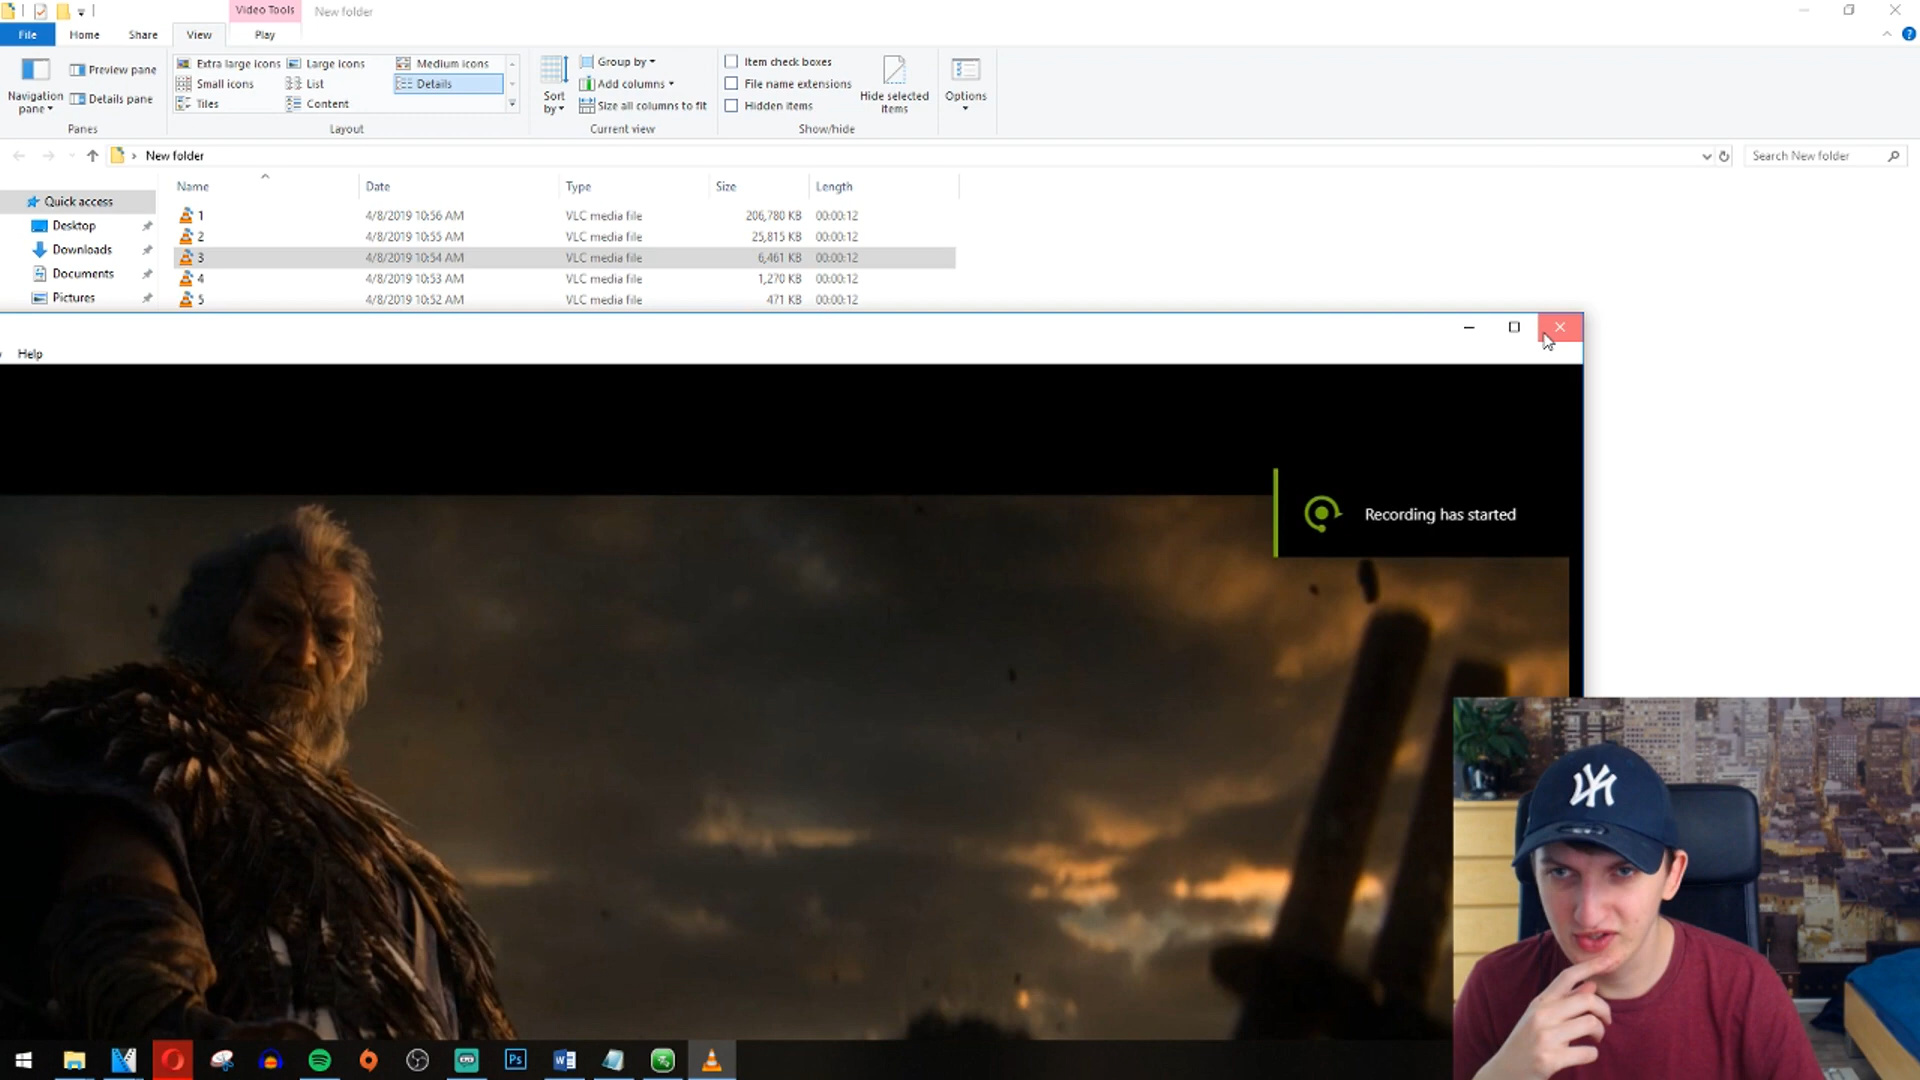 Video Tools New folder
File Home Share View Play
Extra large icons Large icons Medium icons
Preview pane Small icons List Details
Navigation pane Details pane Tiles Content
Panes Layout
Sort by Group by
Add columns
Size all columns to fit
Current view
Item check boxes
File name extensions
Hidden items
Hide selected items
Show/hide
Options
New folder Search New folder
Name Date Type Size Length
1 4/8/2019 10:56 AM VLC media file 206,780 KB 00:00:12
2 4/8/2019 10:55 AM VLC media file 25,815 KB 00:00:12
3 4/8/2019 10:54 AM VLC media file 6,461 KB 00:00:12
4 4/8/2019 10:53 AM VLC media file 1,270 KB 00:00:12
5 4/8/2019 10:52 AM VLC media file 471 KB 00:00:12
Quick access
Desktop
Downloads
Documents
Pictures
Help
Recording has started
NY
Ps